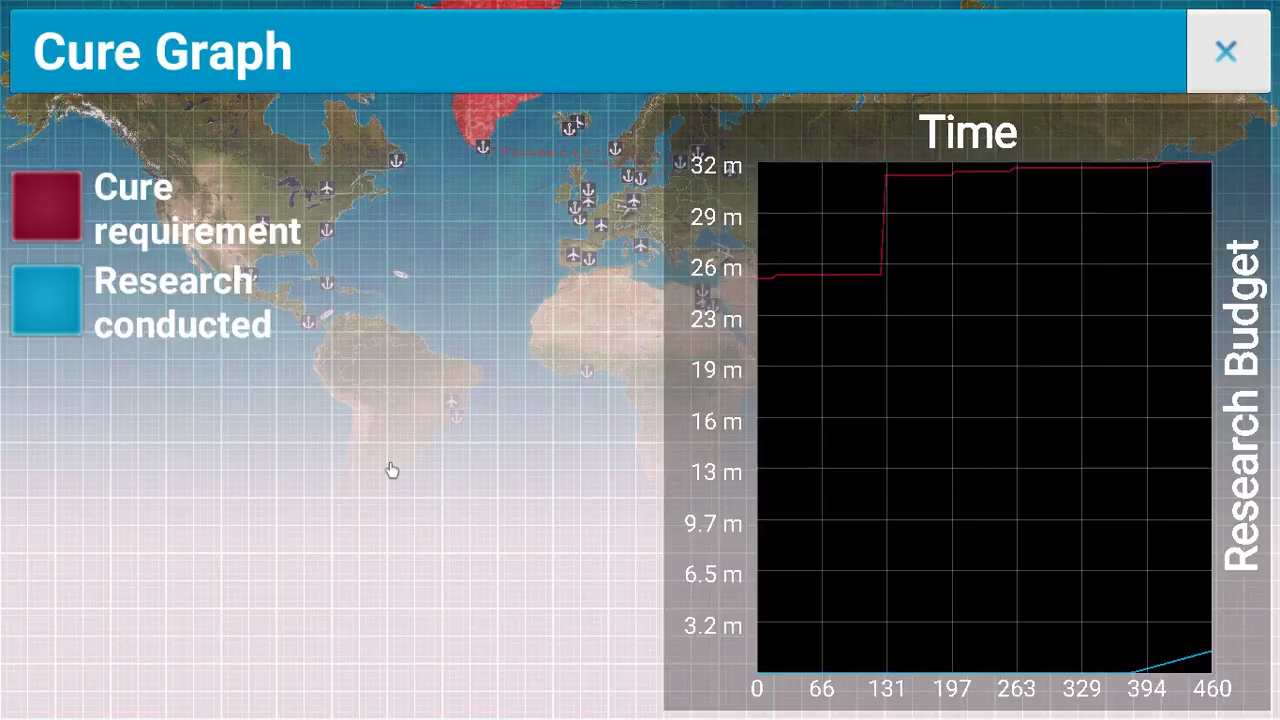 Cure Graph
×
Cure
requirement
Research
conducted
Time
32 m
29 m
26 m
23 m
19 m
16 m
13 m
9.7 m
6.5 m
3.2 m
Research Budget
0 66 131 197 263 329 394 460